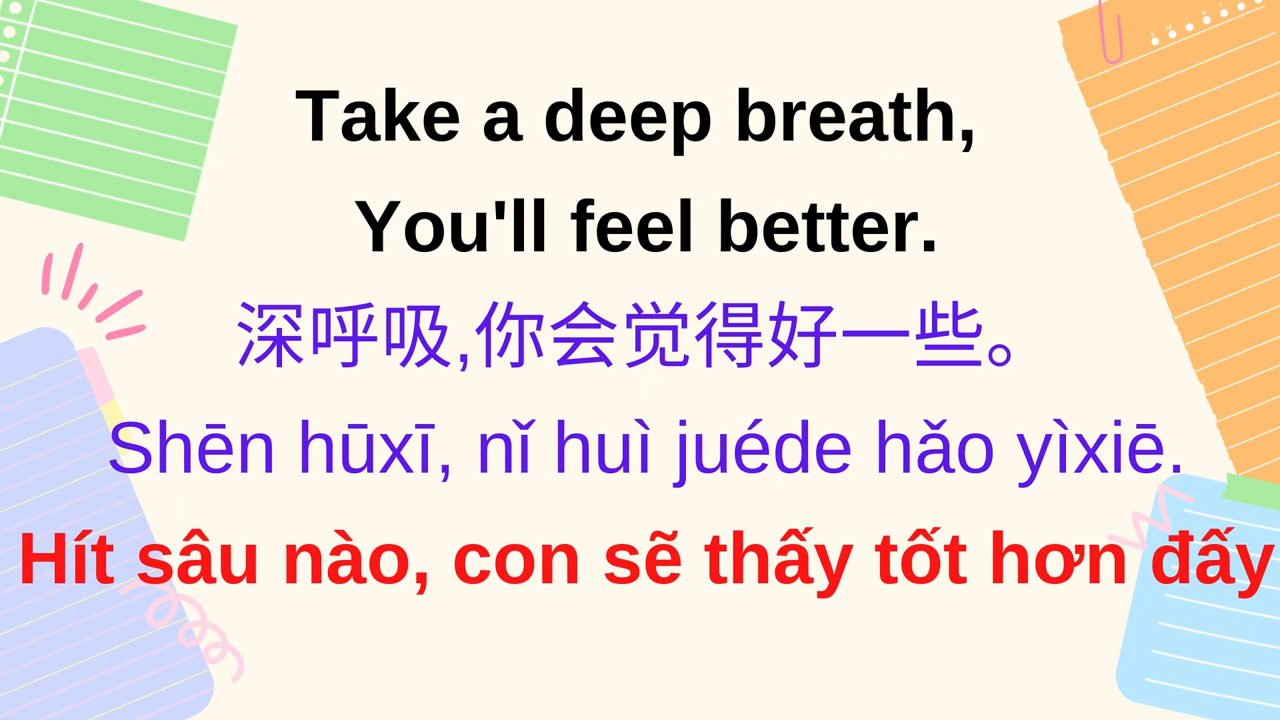 Take a deep breath,
You'll feel better.
深呼吸,你会觉得好一些。
Shēn hūxī, nǐ huì juéde hǎo yìxiē.
Hít sâu nào, con sẽ thấy tốt hơn đấy